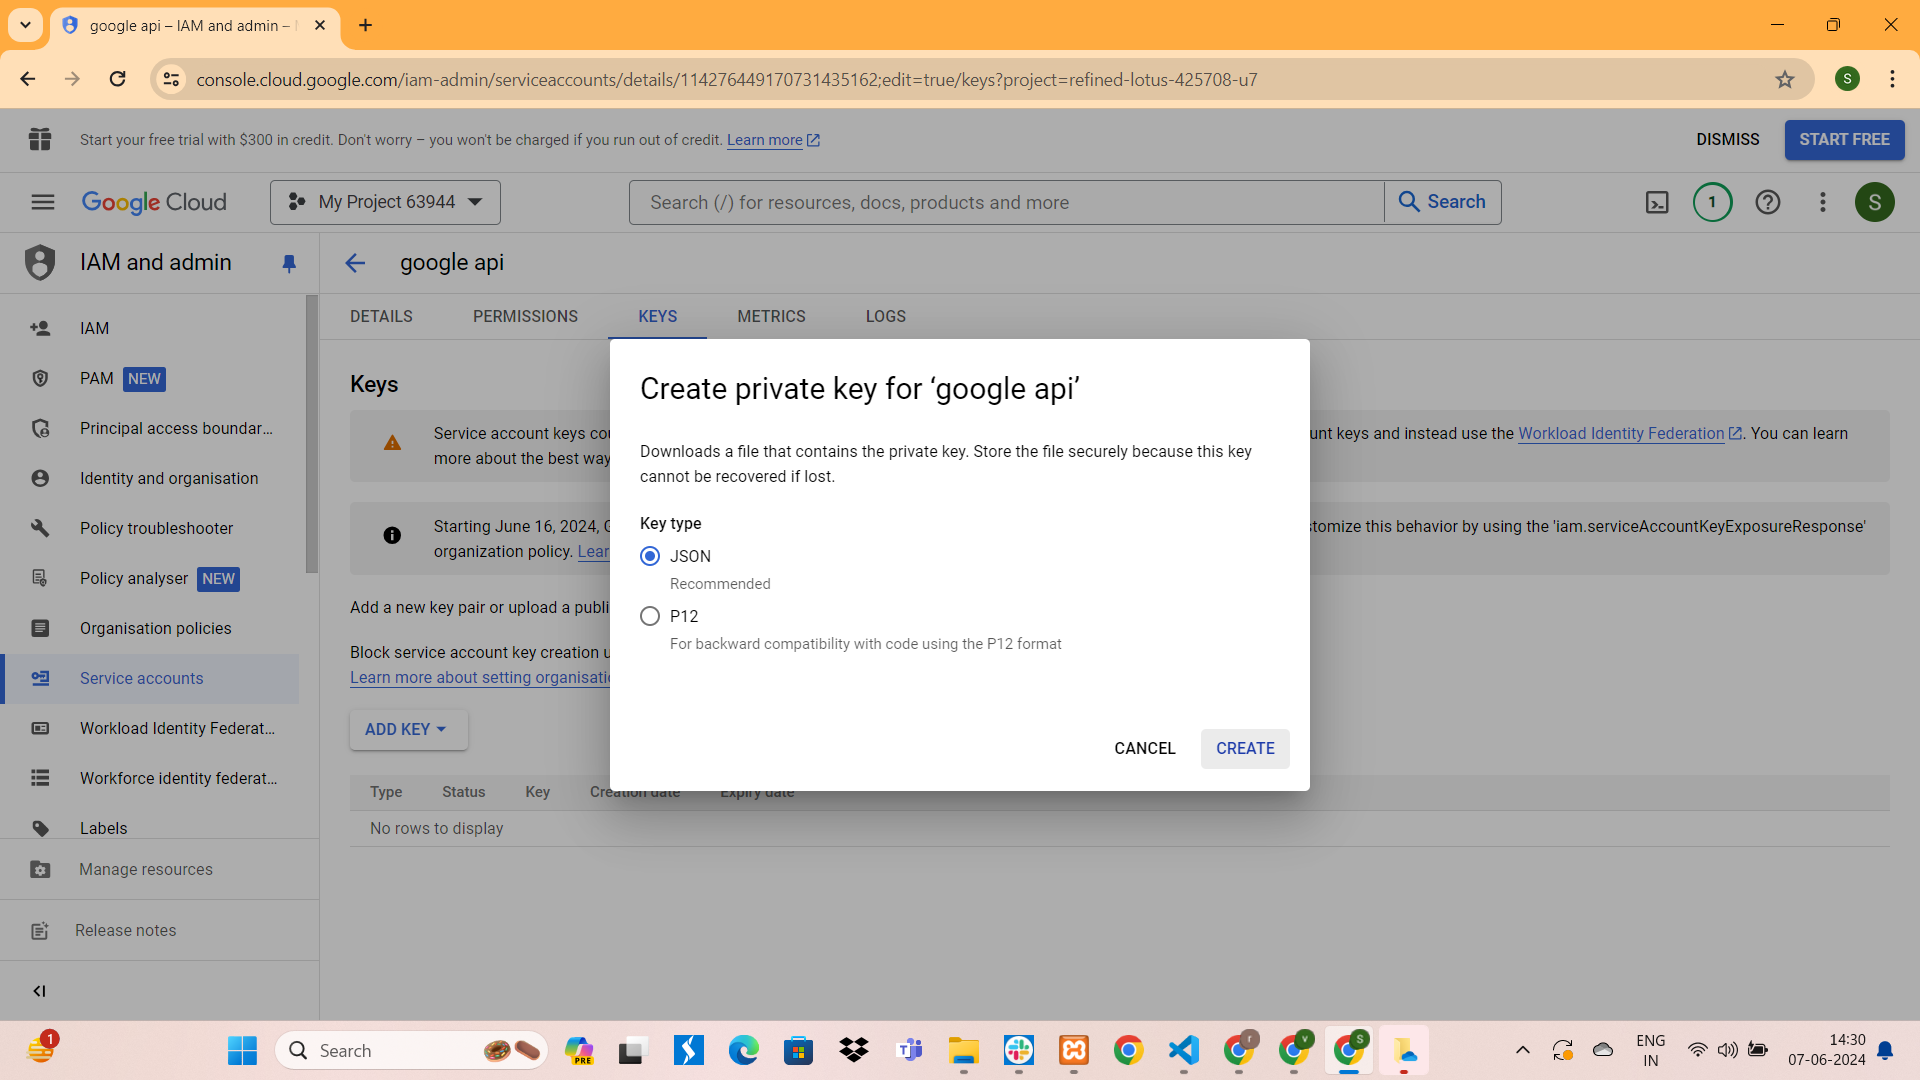 google api – IAM and admin –
console.cloud.google.com/iam-admin/serviceaccounts/details/114276449170731435162;edit=true/keys?project=refined-lotus-425708-u7
S
Start your free trial with $300 in credit. Don't worry – you won't be charged if you run out of credit. Learn more
DISMISS
START FREE
Google Cloud
My Project 63944
Search (/) for resources, docs, products and more
Search
1
S
IAM and admin
google api
DETAILS
PERMISSIONS
KEYS
METRICS
LOGS
IAM
PAM NEW
Principal access boundar...
Identity and organisation
Policy troubleshooter
Policy analyser NEW
Organisation policies
Service accounts
Workload Identity Federat...
Workforce identity federat...
Labels
Manage resources
Release notes
Keys
Service account keys
unt keys and instead use the Workload Identity Federation. You can learn
more about the best way
Starting June 16, 2024,
tomize this behavior by using the 'iam.serviceAccountKeyExposureResponse'
organization policy. Lear
Add a new key pair or upload a publi
Block service account key creation u
Learn more about setting organisatio
ADD KEY
Type Status Key Creation date Expiry date
No rows to display
Create private key for ‘google api’
Downloads a file that contains the private key. Store the file securely because this key
cannot be recovered if lost.
Key type
JSON
Recommended
P12
For backward compatibility with code using the P12 format
CANCEL
CREATE
1
Search
PRE
r
v
S
ENG
IN
14:30
07-06-2024